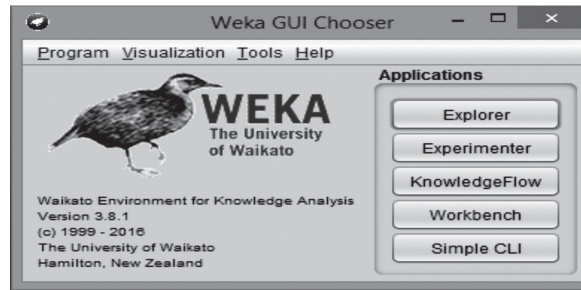 Weka GUI Chooser
Program Visualization Tools Help
WEKA
The University
of Waikato
Waikato Environment for Knowledge Analysis
Version 3.8.1
(c) 1999 - 2016
The University of Waikato
Hamilton, New Zealand
Applications
Explorer
Experimenter
KnowledgeFlow
Workbench
Simple CLI